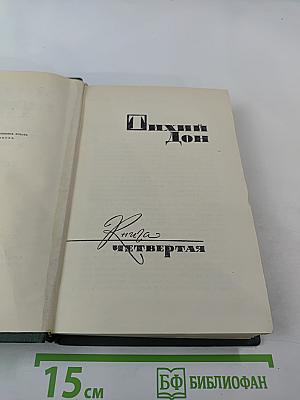 Тихий
Дон
Книга
четвертая
15 см
БФ БИБЛИОФАН